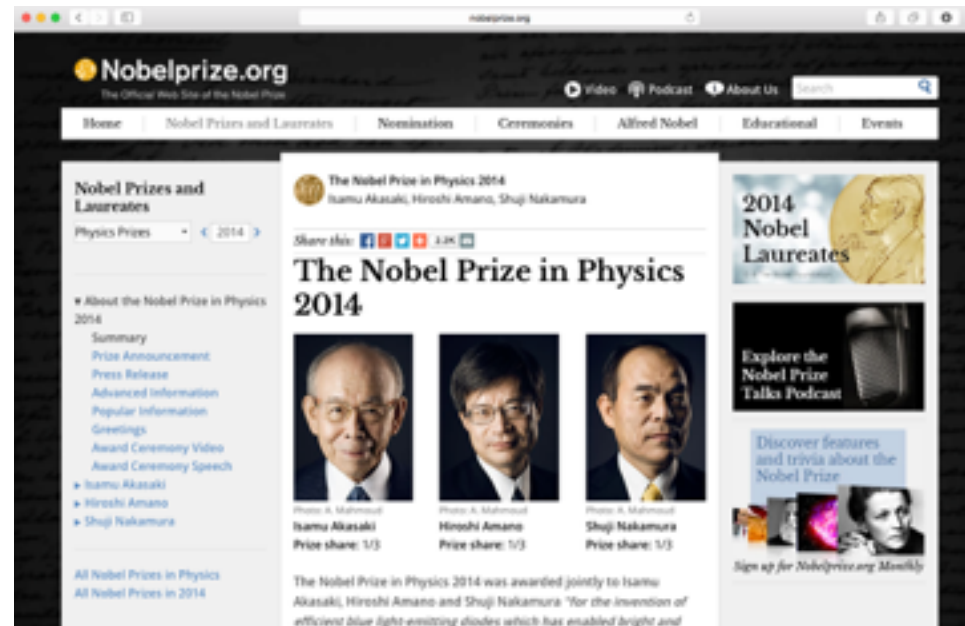 nobelprize.org
Nobelprize.org
The Official Web Site of the Nobel Prize
Video Podcast About Us Search
Home Nobel Prizes and Laureates Nomination Ceremonies Alfred Nobel Educational Events
Nobel Prizes and
Laureates
Physics Prizes 2014
▾ About the Nobel Prize in Physics
2014
Summary
Prize Announcement
Press Release
Advanced Information
Popular Information
Greetings
Award Ceremony Video
Award Ceremony Speech
▸ Isamu Akasaki
▸ Hiroshi Amano
▸ Shuji Nakamura
All Nobel Prizes in Physics
All Nobel Prizes in 2014
The Nobel Prize in Physics 2014
Isamu Akasaki, Hiroshi Amano, Shuji Nakamura
Share this:
The Nobel Prize in Physics
2014
Photo: A. Mahmoud
Isamu Akasaki
Prize share: 1/3
Photo: A. Mahmoud
Hiroshi Amano
Prize share: 1/3
Photo: A. Mahmoud
Shuji Nakamura
Prize share: 1/3
The Nobel Prize in Physics 2014 was awarded jointly to Isamu
Akasaki, Hiroshi Amano and Shuji Nakamura "for the invention of
efficient blue light-emitting diodes which has enabled bright and
2014
Nobel
Laureates
Explore the
Nobel Prize
Talks Podcast
Discover features
and trivia about the
Nobel Prize
Sign up for Nobelprize.org Monthly